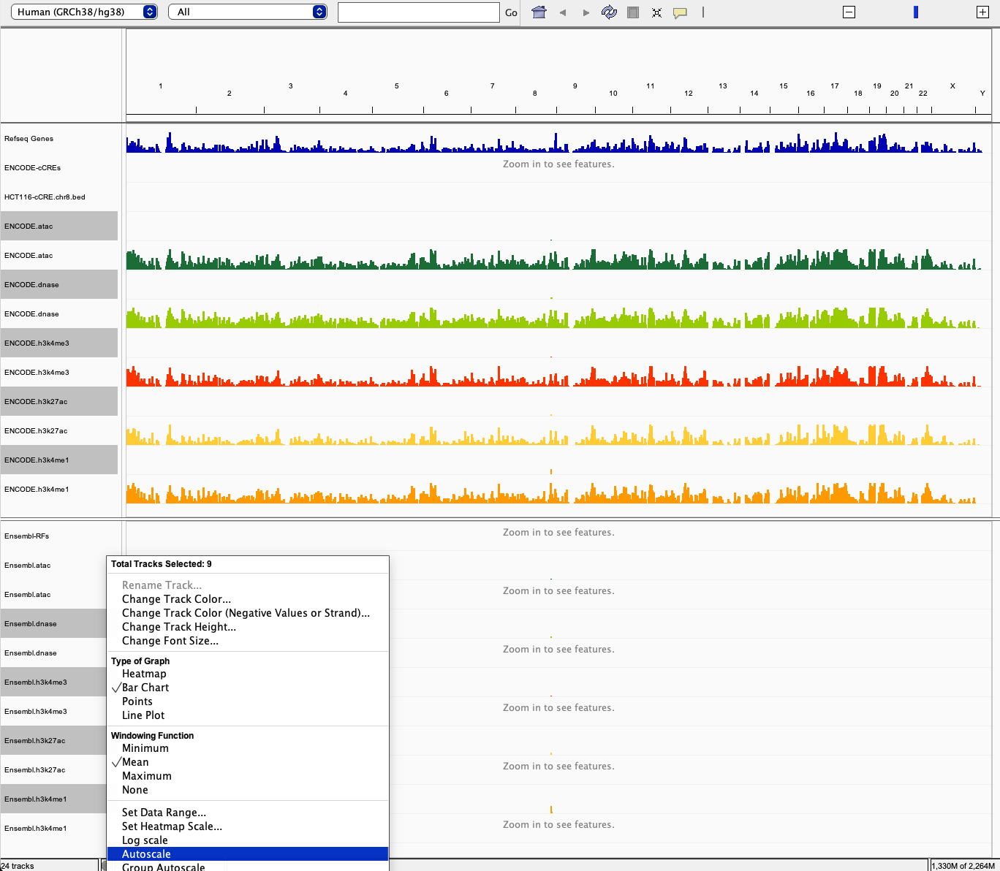 Human (GRCh38/hg38) All Go
1 2 3 4 5 6 7 8 9 10 11 12 13 14 15 16 17 18 19 20 21 22 X Y
Refseq Genes
ENCODE-cCREs Zoom in to see features.
HCT116-cCRE.chr8.bed
ENCODE.atac
ENCODE.atac
ENCODE.dnase
ENCODE.dnase
ENCODE.h3k4me3
ENCODE.h3k4me3
ENCODE.h3k27ac
ENCODE.h3k27ac
ENCODE.h3k4me1
ENCODE.h3k4me1
Ensembl-RFs Zoom in to see features.
Ensembl.atac
Ensembl.atac Zoom in to see features.
Ensembl.dnase
Ensembl.dnase Zoom in to see features.
Ensembl.h3k4me3
Ensembl.h3k4me3 Zoom in to see features.
Ensembl.h3k27ac
Ensembl.h3k27ac Zoom in to see features.
Ensembl.h3k4me1
Ensembl.h3k4me1 Zoom in to see features.
Total Tracks Selected: 9
Rename Track...
Change Track Color...
Change Track Color (Negative Values or Strand)...
Change Track Height...
Change Font Size...
Type of Graph
Heatmap
Bar Chart
Points
Line Plot
Windowing Function
Minimum
Mean
Maximum
None
Set Data Range...
Set Heatmap Scale...
Log scale
Autoscale
Group Autoscale
24 tracks 1,330M of 2,264M